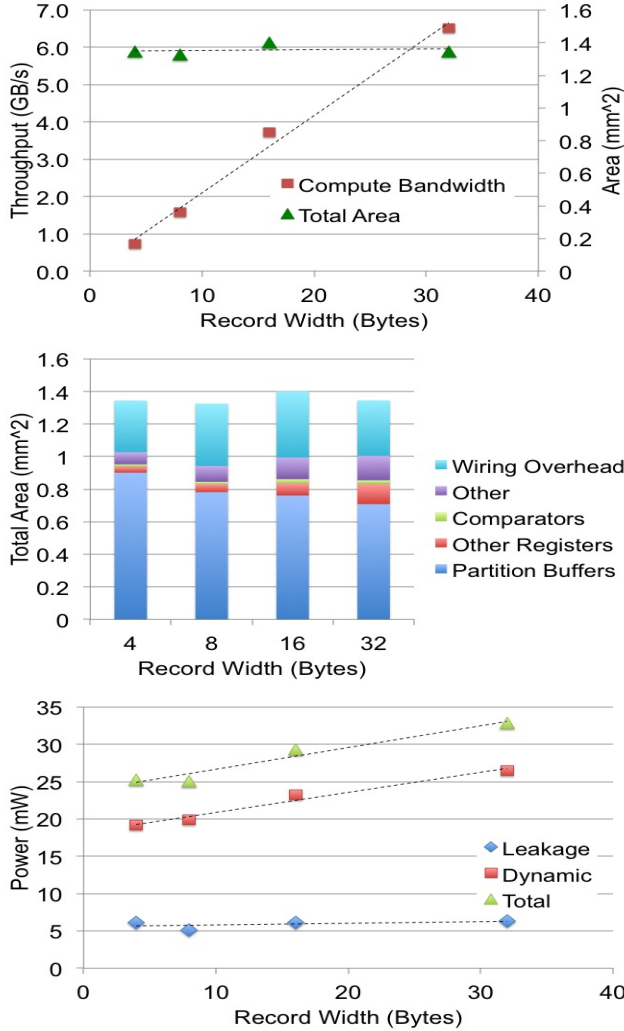 Throughput (GB/s)
7.0
6.0
5.0
4.0
3.0
2.0
1.0
0.0
1.6
1.4
1.2
1
0.8
0.6
0.4
0.2
0
Area (mm^2)
Compute Bandwidth
Total Area
0 10 20 30 40
Record Width (Bytes)
Total Area (mm^2)
1.6
1.4
1.2
1
0.8
0.6
0.4
0.2
0
Wiring Overhead
Other
Comparators
Other Registers
Partition Buffers
4 8 16 32
Record Width (Bytes)
Power (mW)
35
30
25
20
15
10
5
0
Leakage
Dynamic
Total
0 10 20 30 40
Record Width (Bytes)